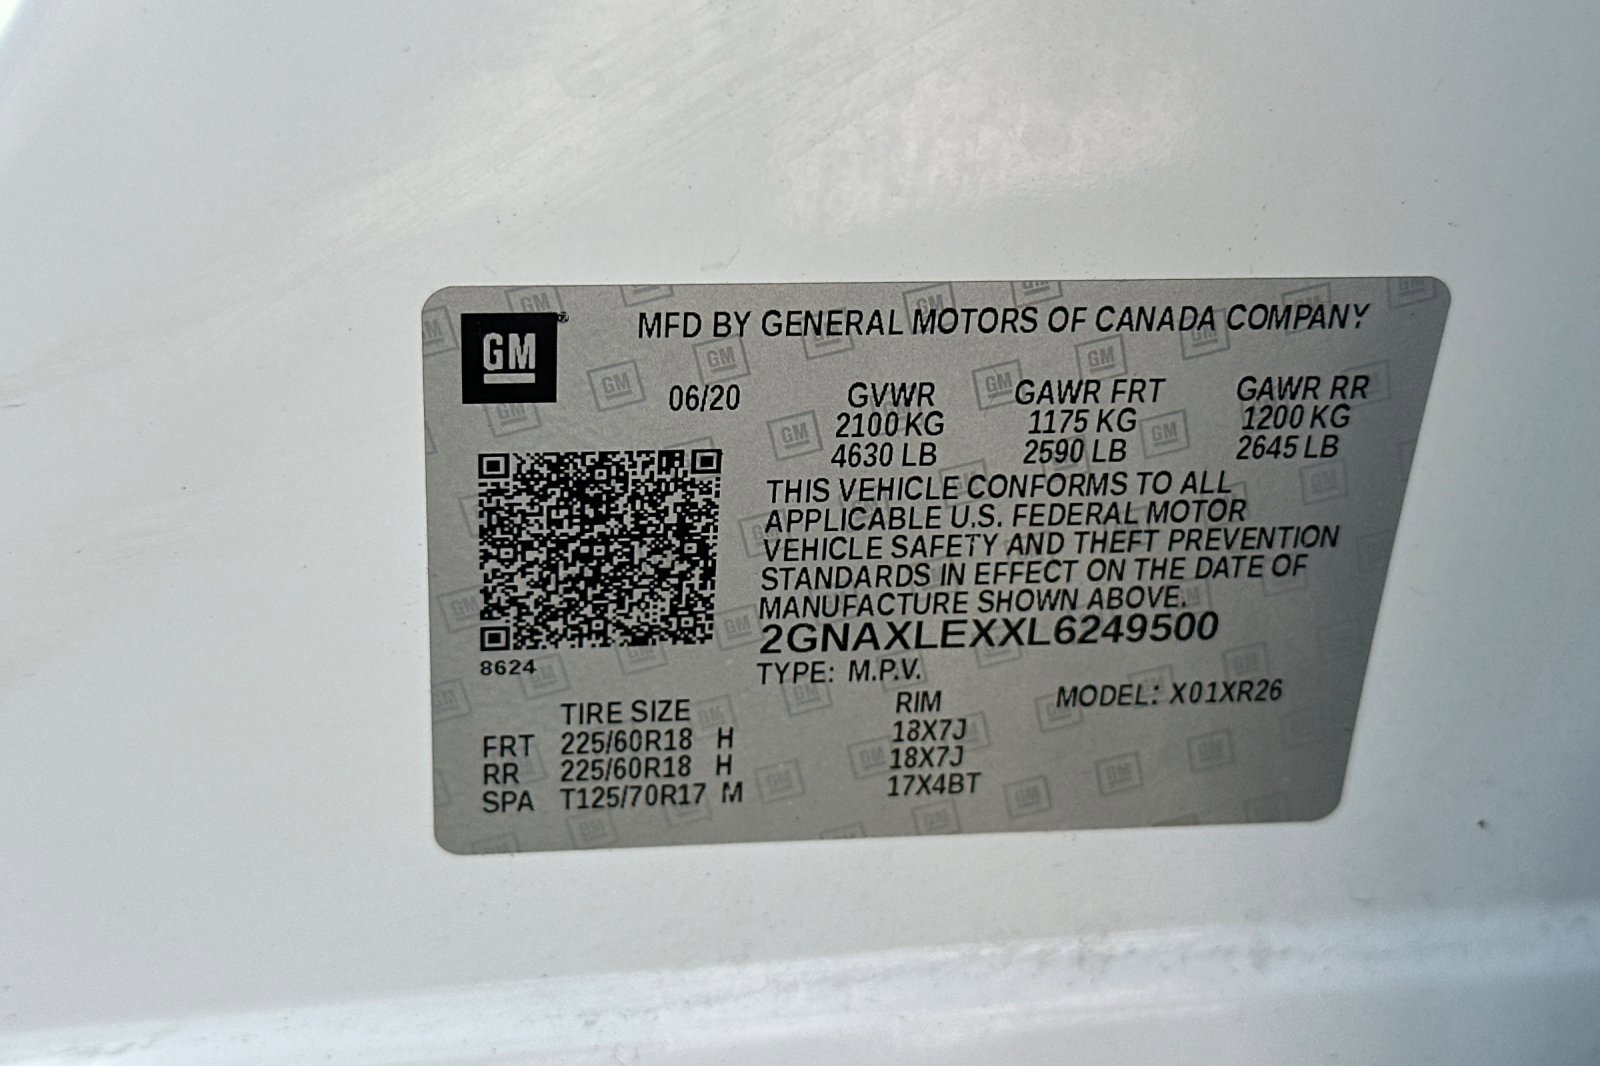 GM
MFD BY GENERAL MOTORS OF CANADA COMPANY
06/20 GVWR GAWR FRT GAWR RR
2100 KG 1175 KG 1200 KG
4630 LB 2590 LB 2645 LB
THIS VEHICLE CONFORMS TO ALL
APPLICABLE U.S. FEDERAL MOTOR
VEHICLE SAFETY AND THEFT PREVENTION
STANDARDS IN EFFECT ON THE DATE OF
MANUFACTURE SHOWN ABOVE.
2GNAXLEXXL6249500
8624
TYPE: M.P.V.
MODEL: X01XR26
TIRE SIZE RIM
FRT 225/60R18 H 18X7J
RR 225/60R18 H 18X7J
SPA T125/70R17 M 17X4BT